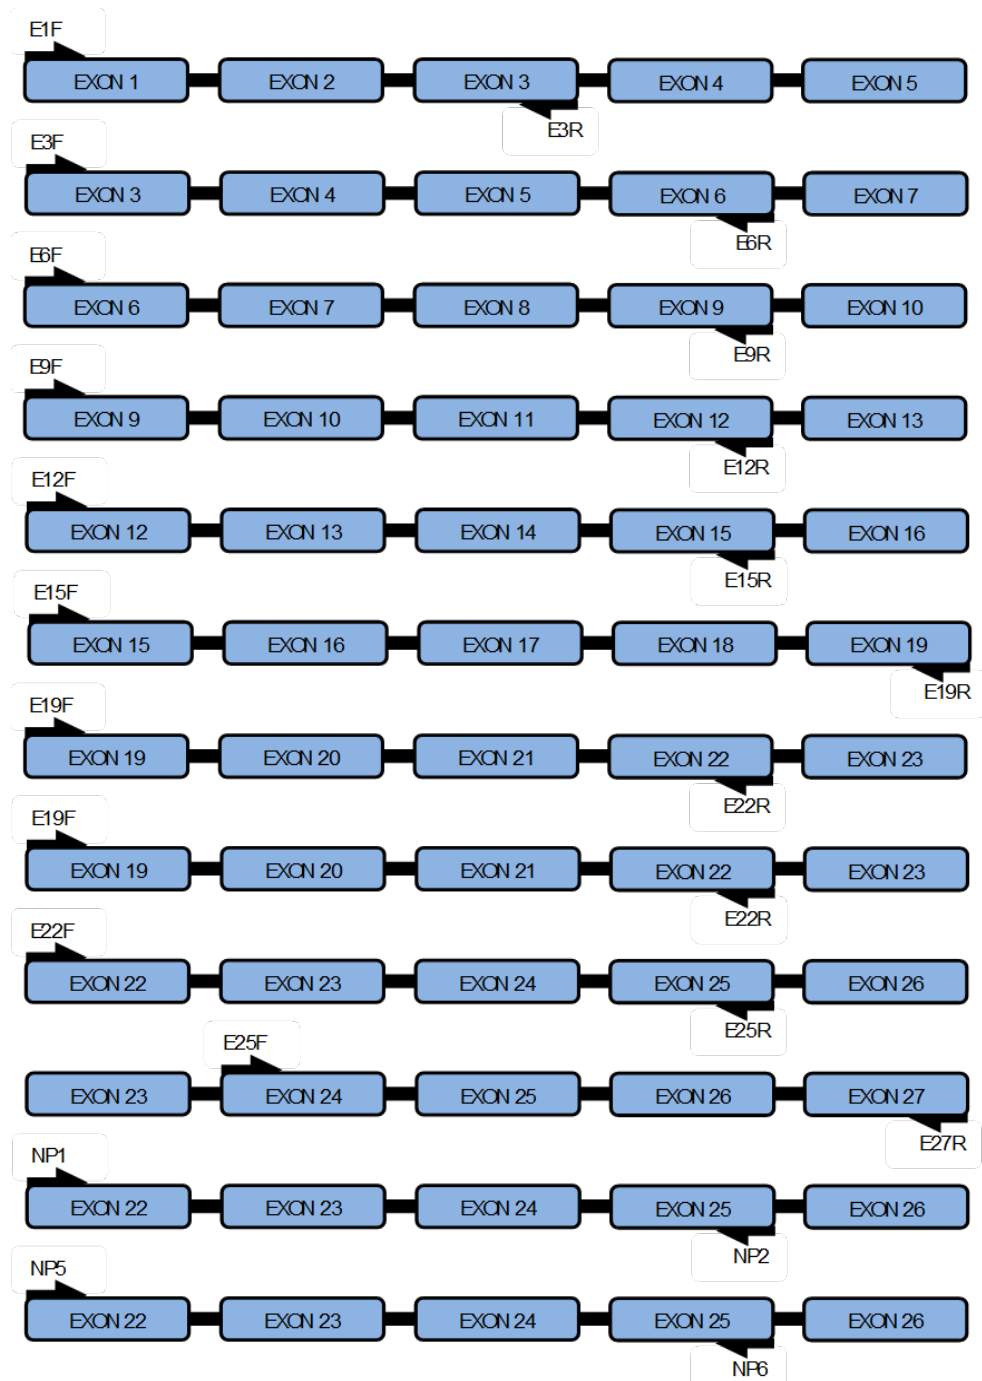 E1F
EXON 1 EXON 2 EXON 3 EXON 4 EXON 5
E3R
E3F
EXON 3 EXON 4 EXON 5 EXON 6 EXON 7
E6R
E6F
EXON 6 EXON 7 EXON 8 EXON 9 EXON 10
E9R
E9F
EXON 9 EXON 10 EXON 11 EXON 12 EXON 13
E12R
E12F
EXON 12 EXON 13 EXON 14 EXON 15 EXON 16
E15R
E15F
EXON 15 EXON 16 EXON 17 EXON 18 EXON 19
E19R
E19F
EXON 19 EXON 20 EXON 21 EXON 22 EXON 23
E22R
E19F
EXON 19 EXON 20 EXON 21 EXON 22 EXON 23
E22R
E22F
EXON 22 EXON 23 EXON 24 EXON 25 EXON 26
E25R
E25F
EXON 23 EXON 24 EXON 25 EXON 26 EXON 27
E27R
NP1
EXON 22 EXON 23 EXON 24 EXON 25 EXON 26
NP2
NP5
EXON 22 EXON 23 EXON 24 EXON 25 EXON 26
NP6